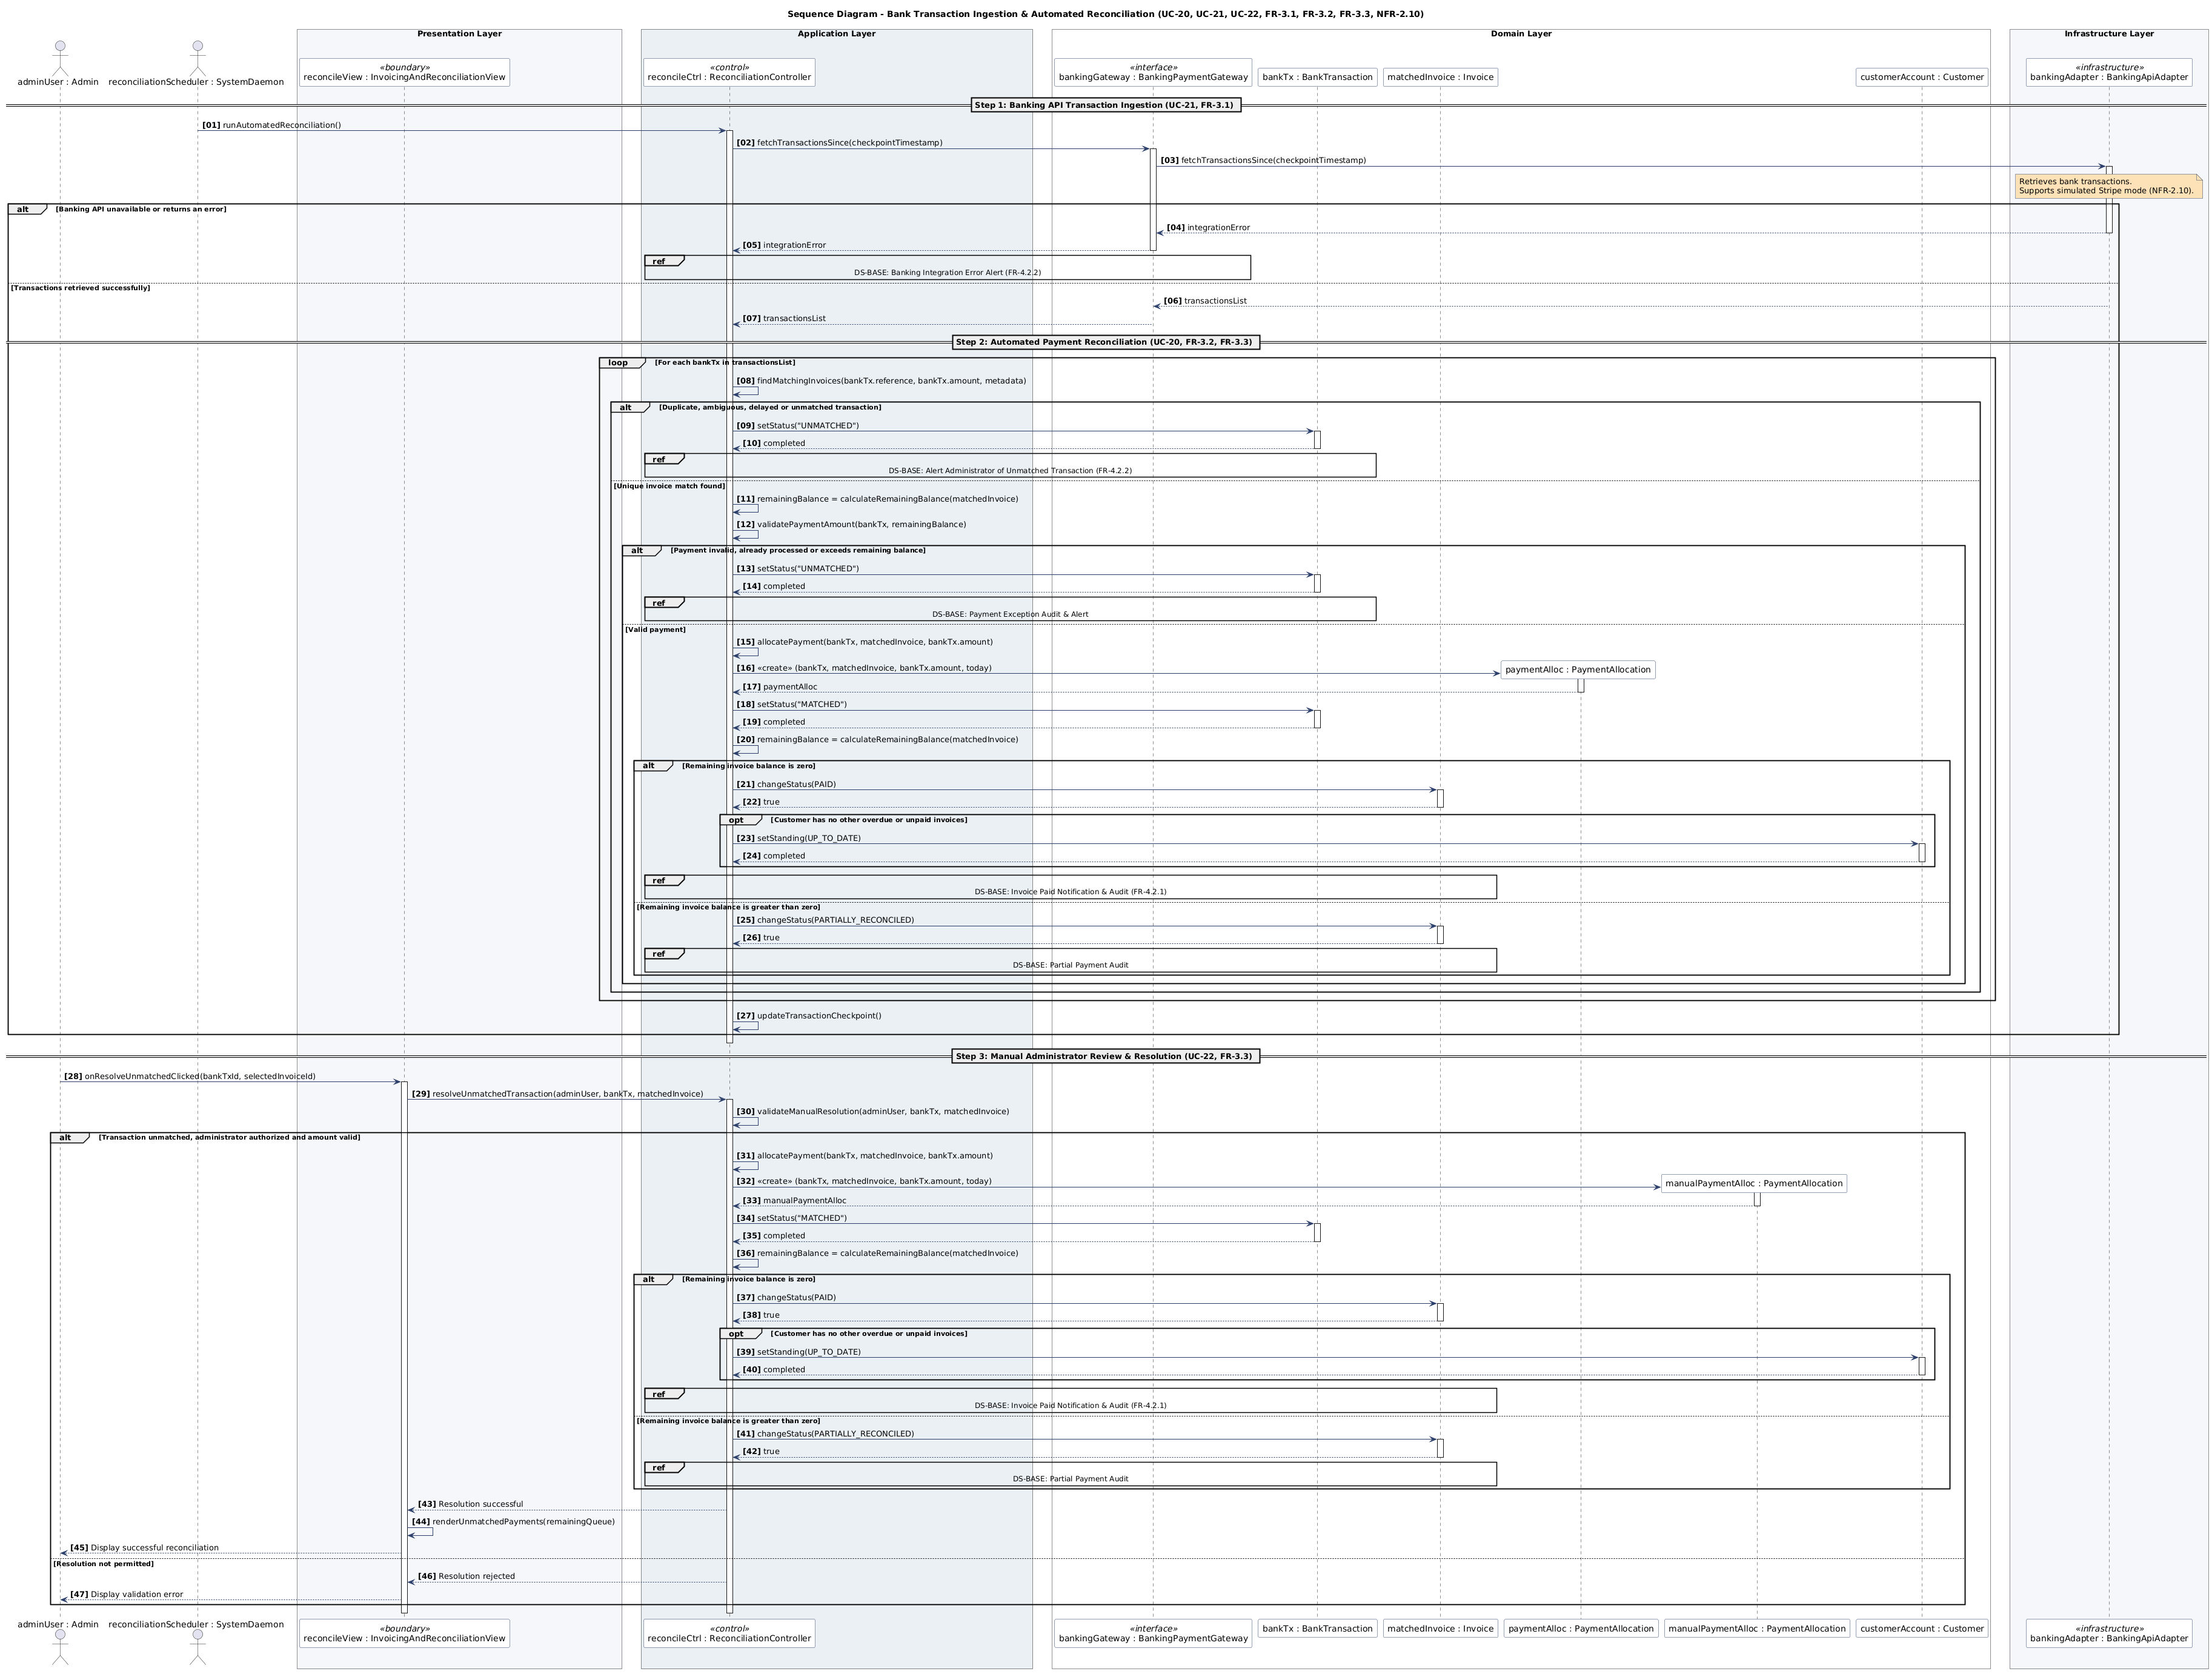 Sequence Diagram - Bank Transaction Ingestion & Automated Reconciliation (UC-20, UC-21, UC-22, FR-3.1, FR-3.2, FR-3.3, NFR-2.10)
Presentation Layer
Application Layer
Domain Layer
Infrastructure Layer
adminUser : Admin
reconciliationScheduler : SystemDaemon
«boundary»
reconcileView : InvoicingAndReconciliationView
«control»
reconcileCtrl : ReconciliationController
«interface»
bankingGateway : BankingPaymentGateway
bankTx : BankTransaction
matchedInvoice : Invoice
customerAccount : Customer
«infrastructure»
bankingAdapter : BankingApiAdapter
Step 1: Banking API Transaction Ingestion (UC-21, FR-3.1)
[01] runAutomatedReconciliation()
[02] fetchTransactionsSince(checkpointTimestamp)
[03] fetchTransactionsSince(checkpointTimestamp)
Retrieves bank transactions.
Supports simulated Stripe mode (NFR-2.10).
alt [Banking API unavailable or returns an error]
[04] integrationError
[05] integrationError
ref
DS-BASE: Banking Integration Error Alert (FR-4.2.2)
[Transactions retrieved successfully]
[06] transactionsList
[07] transactionsList
Step 2: Automated Payment Reconciliation (UC-20, FR-3.2, FR-3.3)
loop [For each bankTx in transactionsList]
[08] findMatchingInvoices(bankTx.reference, bankTx.amount, metadata)
alt [Duplicate, ambiguous, delayed or unmatched transaction]
[09] setStatus("UNMATCHED")
[10] completed
ref
DS-BASE: Alert Administrator of Unmatched Transaction (FR-4.2.2)
[Unique invoice match found]
[11] remainingBalance = calculateRemainingBalance(matchedInvoice)
[12] validatePaymentAmount(bankTx, remainingBalance)
alt [Payment invalid, already processed or exceeds remaining balance]
[13] setStatus("UNMATCHED")
[14] completed
ref
DS-BASE: Payment Exception Audit & Alert
[Valid payment]
[15] allocatePayment(bankTx, matchedInvoice, bankTx.amount)
[16] «create» (bankTx, matchedInvoice, bankTx.amount, today)
paymentAlloc : PaymentAllocation
[17] paymentAlloc
[18] setStatus("MATCHED")
[19] completed
[20] remainingBalance = calculateRemainingBalance(matchedInvoice)
alt [Remaining invoice balance is zero]
[21] changeStatus(PAID)
[22] true
opt [Customer has no other overdue or unpaid invoices]
[23] setStanding(UP_TO_DATE)
[24] completed
ref
DS-BASE: Invoice Paid Notification & Audit (FR-4.2.1)
[Remaining invoice balance is greater than zero]
[25] changeStatus(PARTIALLY_RECONCILED)
[26] true
ref
DS-BASE: Partial Payment Audit
[27] updateTransactionCheckpoint()
Step 3: Manual Administrator Review & Resolution (UC-22, FR-3.3)
[28] onResolveUnmatchedClicked(bankTxId, selectedInvoiceId)
[29] resolveUnmatchedTransaction(adminUser, bankTx, matchedInvoice)
[30] validateManualResolution(adminUser, bankTx, matchedInvoice)
alt [Transaction unmatched, administrator authorized and amount valid]
[31] allocatePayment(bankTx, matchedInvoice, bankTx.amount)
[32] «create» (bankTx, matchedInvoice, bankTx.amount, today)
manualPaymentAlloc : PaymentAllocation
[33] manualPaymentAlloc
[34] setStatus("MATCHED")
[35] completed
[36] remainingBalance = calculateRemainingBalance(matchedInvoice)
alt [Remaining invoice balance is zero]
[37] changeStatus(PAID)
[38] true
opt [Customer has no other overdue or unpaid invoices]
[39] setStanding(UP_TO_DATE)
[40] completed
ref
DS-BASE: Invoice Paid Notification & Audit (FR-4.2.1)
[Remaining invoice balance is greater than zero]
[41] changeStatus(PARTIALLY_RECONCILED)
[42] true
ref
DS-BASE: Partial Payment Audit
[43] Resolution successful
[44] renderUnmatchedPayments(remainingQueue)
[45] Display successful reconciliation
[Resolution not permitted]
[46] Resolution rejected
[47] Display validation error
adminUser : Admin
reconciliationScheduler : SystemDaemon
«boundary»
reconcileView : InvoicingAndReconciliationView
«control»
reconcileCtrl : ReconciliationController
«interface»
bankingGateway : BankingPaymentGateway
bankTx : BankTransaction
matchedInvoice : Invoice
paymentAlloc : PaymentAllocation
manualPaymentAlloc : PaymentAllocation
customerAccount : Customer
«infrastructure»
bankingAdapter : BankingApiAdapter